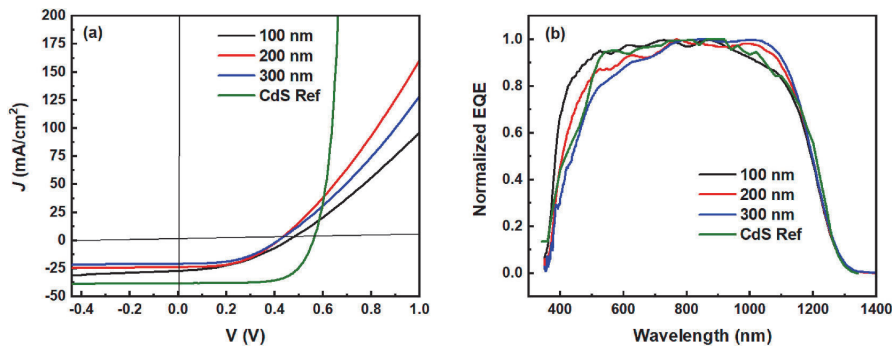 (a)
100 nm
200 nm
300 nm
CdS Ref
J (mA/cm²)
200
175
150
125
100
75
50
25
0
-25
-50
-0.4 -0.2 0.0 0.2 0.4 0.6 0.8 1.0
V (V)
(b)
Normalized EQE
1.0
0.8
0.6
0.4
0.2
0.0
100 nm
200 nm
300 nm
CdS Ref
400 600 800 1000 1200 1400
Wavelength (nm)